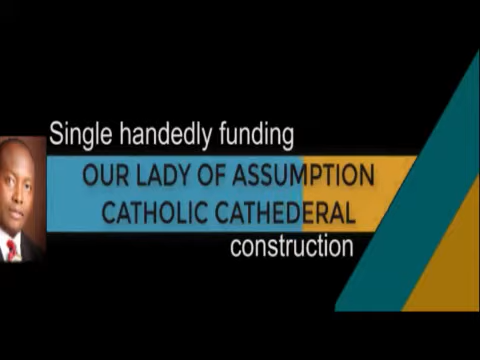 Single handedly funding
OUR LADY OF ASSUMPTION
CATHOLIC CATHEDERAL
construction